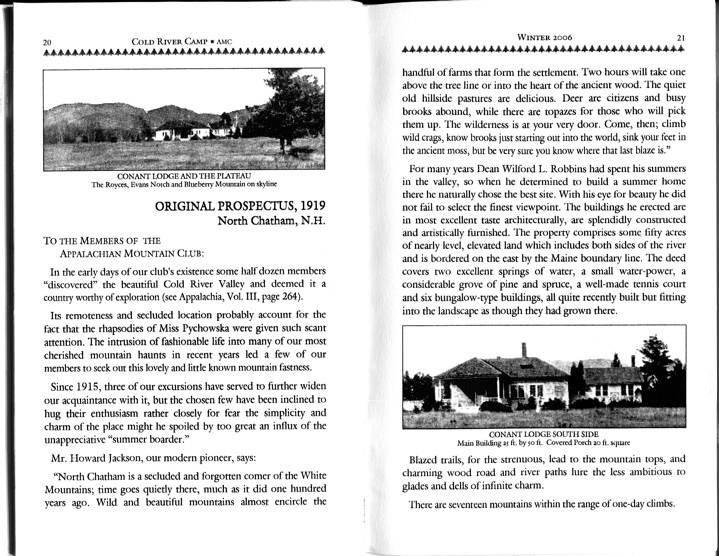 20
COLD RIVER CAMP ▪ AMC
CONANT LODGE AND THE PLATEAU
The Royces, Evans Notch and Blueberry Mountain on skyline
ORIGINAL PROSPECTUS, 1919
North Chatham, N.H.
TO THE MEMBERS OF THE
APPALACHIAN MOUNTAIN CLUB:
In the early days of our club's existence some half dozen members
"discovered" the beautiful Cold River Valley and deemed it a
country worthy of exploration (see Appalachia, Vol. III, page 264).
Its remoteness and secluded location probably account for the
fact that the rhapsodies of Miss Pychowska were given such scant
attention. The intrusion of fashionable life into many of our most
cherished mountain haunts in recent years led a few of our
members to seek out this lovely and little known mountain fastness.
Since 1915, three of our excursions have served to further widen
our acquaintance with it, but the chosen few have been inclined to
hug their enthusiasm rather closely for fear the simplicity and
charm of the place might he spoiled by too great an influx of the
unappreciative "summer boarder."
Mr. Howard Jackson, our modern pioneer, says:
"North Chatham is a secluded and forgotten comer of the White
Mountains; time goes quietly there, much as it did one hundred
years ago. Wild and beautiful mountains almost encircle the
WINTER 2006
21
handful of farms that form the settlement. Two hours will take one
above the tree line or into the heart of the ancient wood. The quiet
old hillside pastures are delicious. Deer are citizens and busy
brooks abound, while there are topazes for those who will pick
them up. The wilderness is at your very door. Come, then; climb
wild crags, know brooks just starting out into the world, sink your feet in
the ancient moss, but be very sure you know where that last blaze is."
For many years Dean Wilford L. Robbins had spent his summers
in the valley, so when he determined to build a summer home
there he naturally chose the best site. With his eye for beauty he did
not fail to select the finest viewpoint. The buildings he erected are
in most excellent taste architecturally, are splendidly constructed
and artistically furnished. The property comprises some fifty acres
of nearly level, elevated land which includes both sides of the river
and is bordered on the east by the Maine boundary line. The deed
covers two excellent springs of water, a small water-power, a
considerable grove of pine and spruce, a well-made tennis court
and six bungalow-type buildings, all quite recently built but fitting
into the landscape as though they had grown there.
CONANT LODGE SOUTH SIDE
Main Building 25 ft. by 50 ft. Covered Porch 20 ft. square
Blazed trails, for the strenuous, lead to the mountain tops, and
charming wood road and river paths lure the less ambitious to
glades and dells of infinite charm.
There are seventeen mountains within the range of one-day climbs.